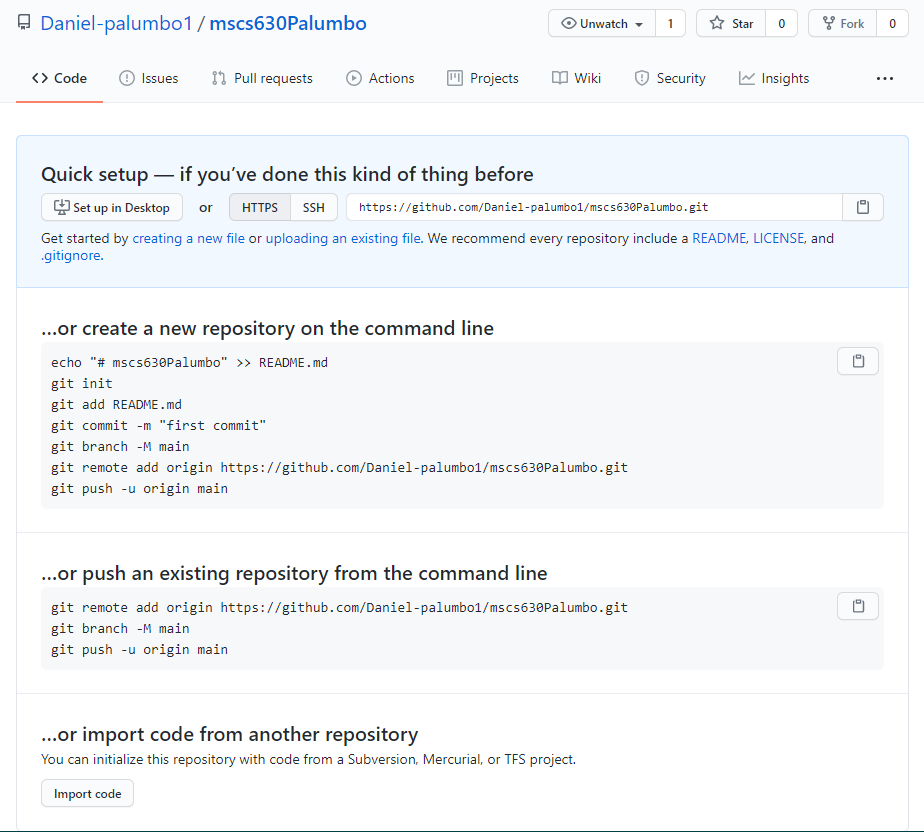 Daniel-palumbo1 / mscs630Palumbo
Unwatch 1 Star 0 Fork 0
Code Issues Pull requests Actions Projects Wiki Security Insights ...
Quick setup — if you’ve done this kind of thing before
Set up in Desktop or HTTPS SSH https://github.com/Daniel-palumbo1/mscs630Palumbo.git
Get started by creating a new file or uploading an existing file. We recommend every repository include a README, LICENSE, and
.gitignore.
…or create a new repository on the command line
echo "# mscs630Palumbo" >> README.md
git init
git add README.md
git commit -m "first commit"
git branch -M main
git remote add origin https://github.com/Daniel-palumbo1/mscs630Palumbo.git
git push -u origin main
…or push an existing repository from the command line
git remote add origin https://github.com/Daniel-palumbo1/mscs630Palumbo.git
git branch -M main
git push -u origin main
…or import code from another repository
You can initialize this repository with code from a Subversion, Mercurial, or TFS project.
Import code